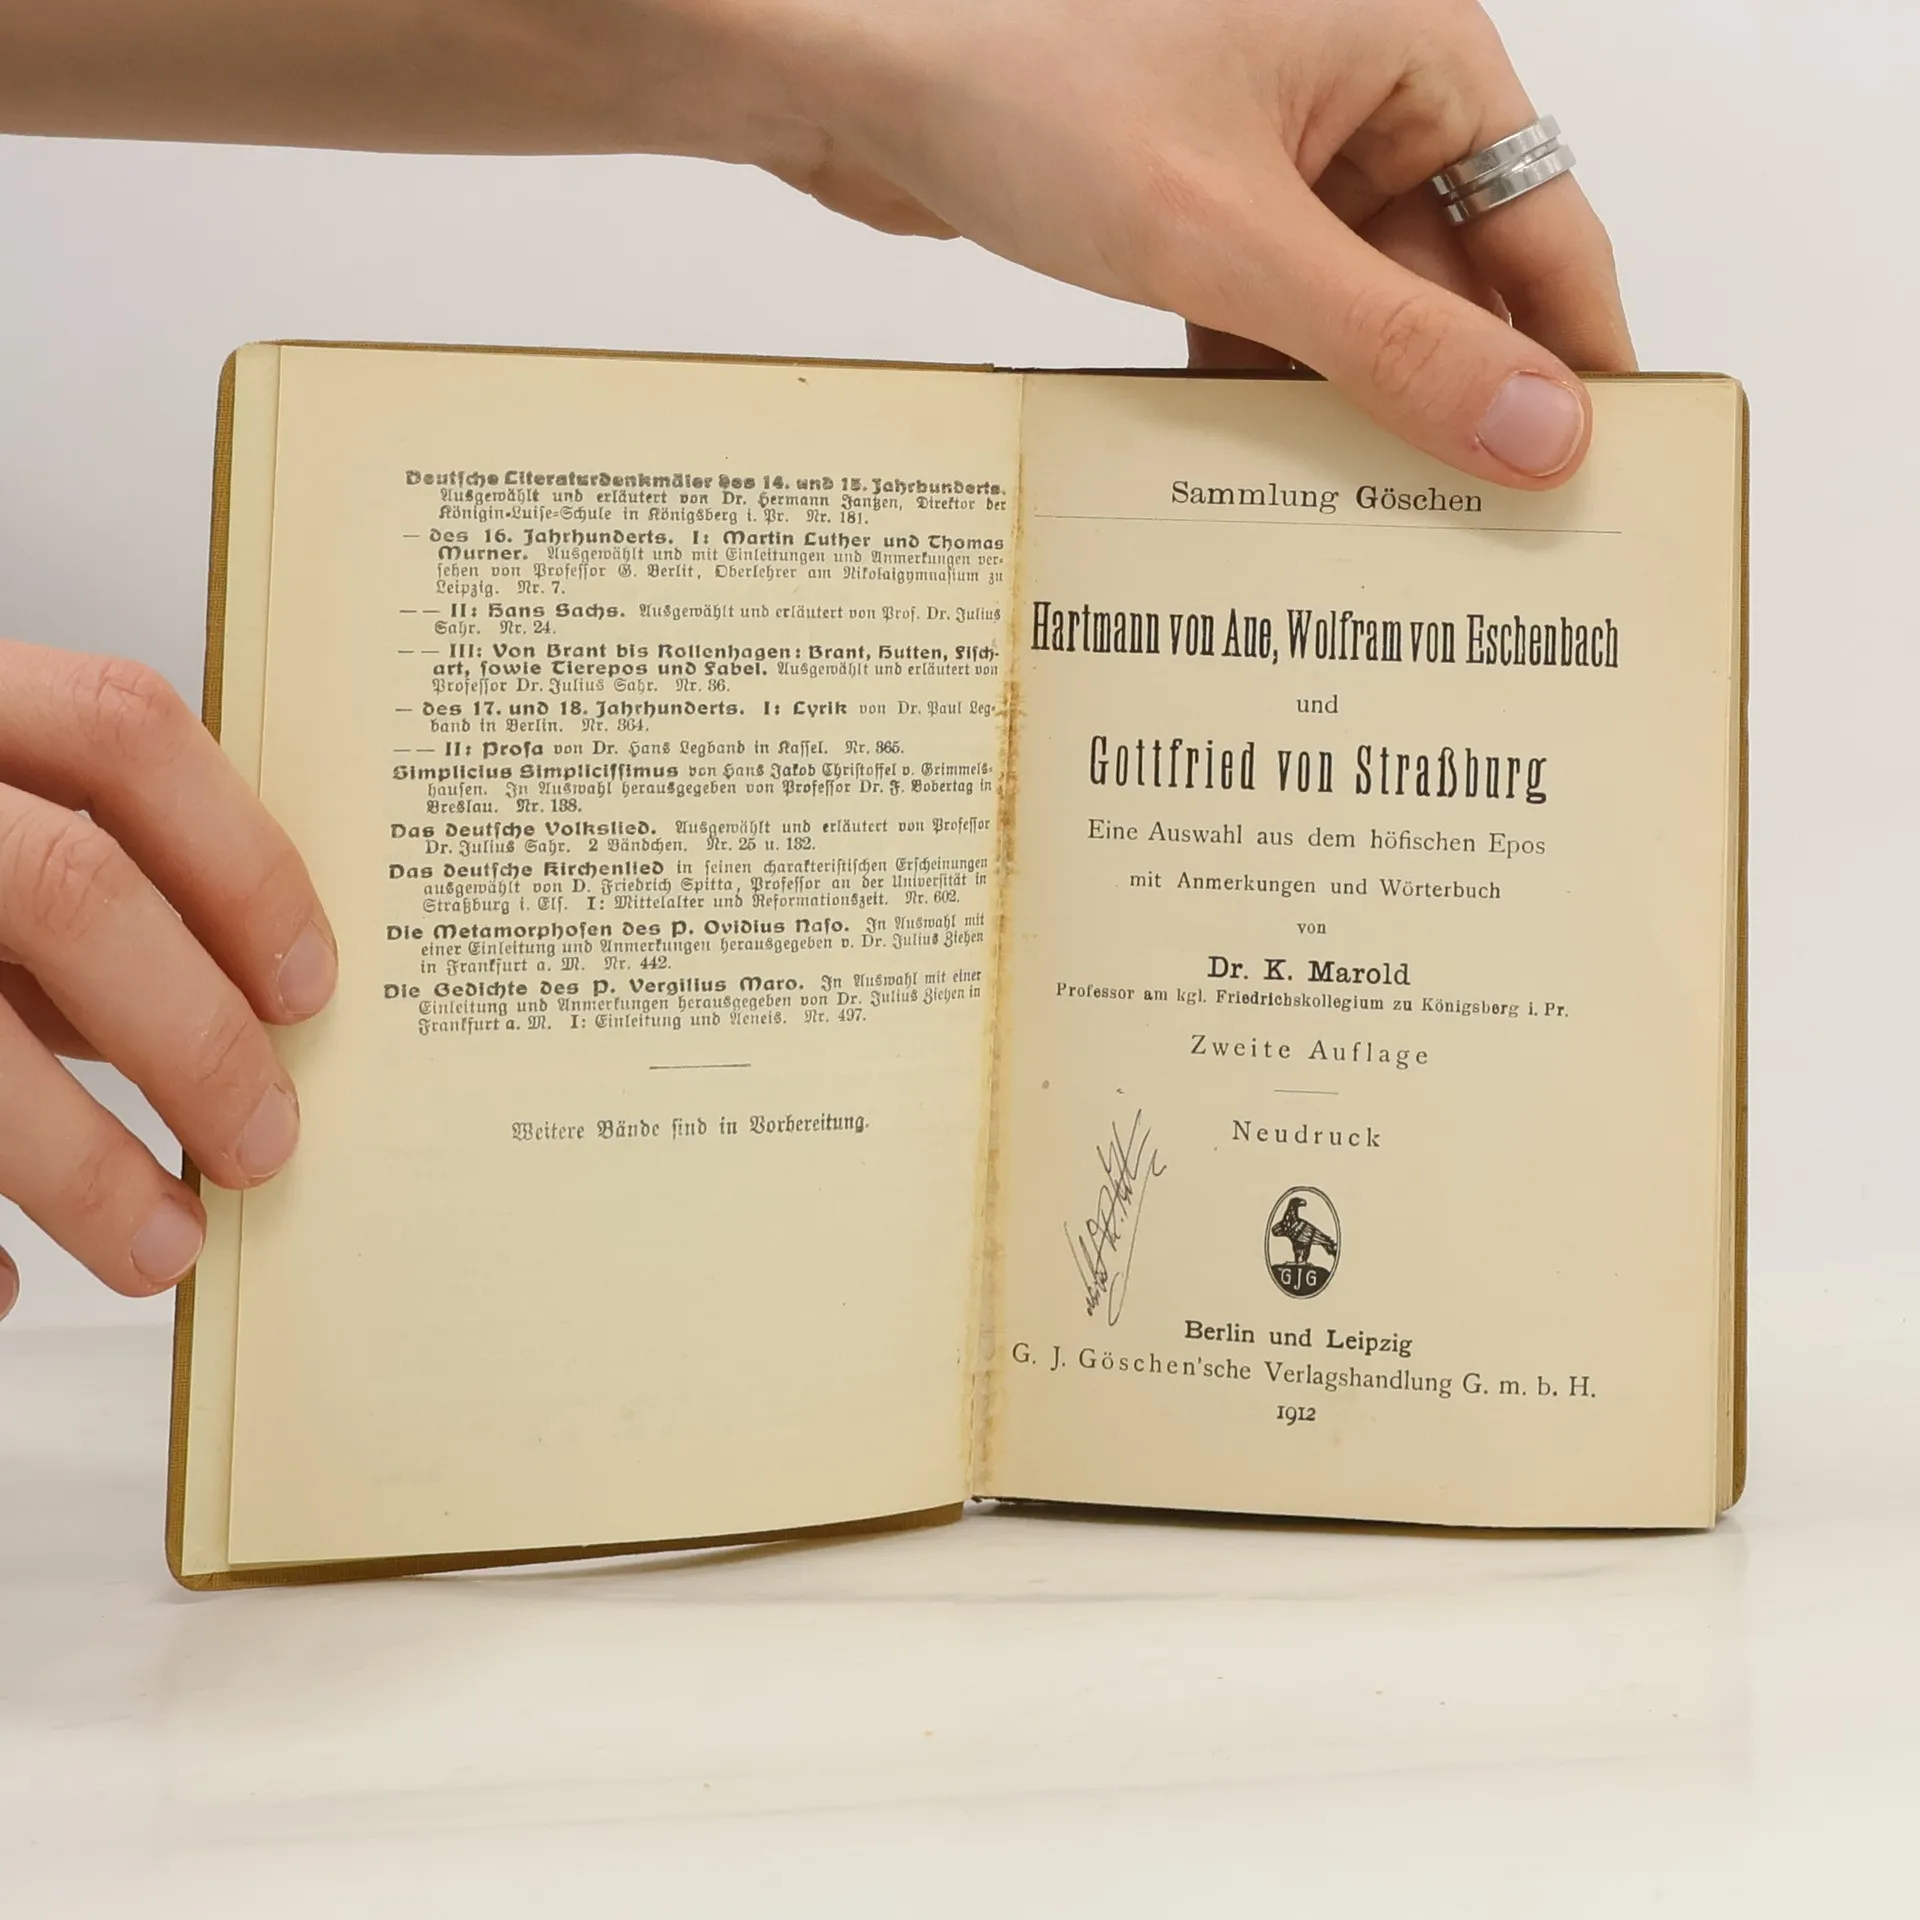 Deutsche Literaturdenkmäler des 14. und 15. Jahrhunderts.
Ausgewählt und erläutert von Dr. Hermann Jantzen, Direktor der
Königin-Luise-Schule in Königsberg i. Pr. Nr. 181.
— des 16. Jahrhunderts. I: Martin Luther und Thomas
Murner. Ausgewählt und mit Einleitungen und Anmerkungen ver-
sehen von Professor G. Berlit, Oberlehrer am Nikolaigymnasium zu
Leipzig. Nr. 7.
— — II: Hans Sachs. Ausgewählt und erläutert von Prof. Dr. Julius
Sahr. Nr. 24.
— — III: Von Brant bis Rollenhagen: Brant, Hutten, Fisch-
art, sowie Tierepos und Fabel. Ausgewählt und erläutert von
Professor Dr. Julius Sahr. Nr. 36.
— des 17. und 18. Jahrhunderts. I: Lyrik von Dr. Paul Leg-
band in Berlin. Nr. 364.
— — II: Prosa von Dr. Hans Legband in Kassel. Nr. 365.
Simplicius Simplicissimus von Hans Jakob Christoffel v. Grimmels-
hausen. In Auswahl herausgegeben von Professor Dr. F. Bobertag in
Breslau. Nr. 138.
Das deutsche Volkslied. Ausgewählt und erläutert von Professor
Dr. Julius Sahr. 2 Bändchen. Nr. 25 u. 132.
Das deutsche Kirchenlied in seinen charakteristischen Erscheinungen
ausgewählt von D. Friedrich Spitta, Professor an der Universität in
Straßburg i. Els. I: Mittelalter und Reformationszeit. Nr. 602.
Die Metamorphosen des P. Ovidius Naso. In Auswahl mit
einer Einleitung und Anmerkungen herausgegeben v. Dr. Julius Ziehen
in Frankfurt a. M. Nr. 442.
Die Gedichte des P. Vergilius Maro. In Auswahl mit einer
Einleitung und Anmerkungen herausgegeben von Dr. Julius Ziehen in
Frankfurt a. M. I: Einleitung und Aeneis. Nr. 497.
Weitere Bände sind in Vorbereitung.
Sammlung Göschen
Hartmann von Aue, Wolfram von Eschenbach
und
Gottfried von Straßburg
Eine Auswahl aus dem höfischen Epos
mit Anmerkungen und Wörterbuch
von
Dr. K. Marold
Professor am kgl. Friedrichskollegium zu Königsberg i. Pr.
Zweite Auflage
Neudruck
GJG
Berlin und Leipzig
G. J. Göschen'sche Verlagshandlung G. m. b. H.
1912